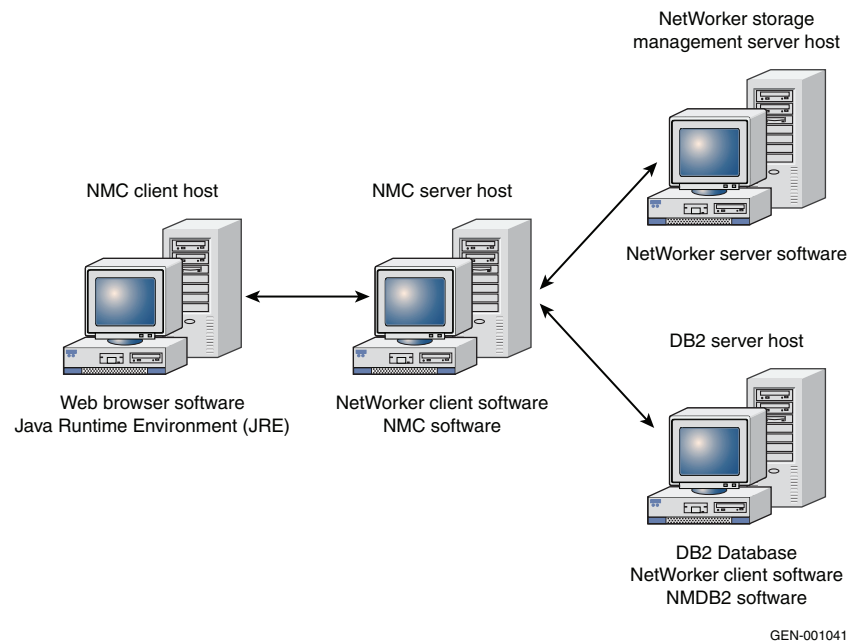 NetWorker storage
management server host
NMC client host
NMC server host
NetWorker server software
DB2 server host
Web browser software
Java Runtime Environment (JRE)
NetWorker client software
NMC software
DB2 Database
NetWorker client software
NMDB2 software
GEN-001041